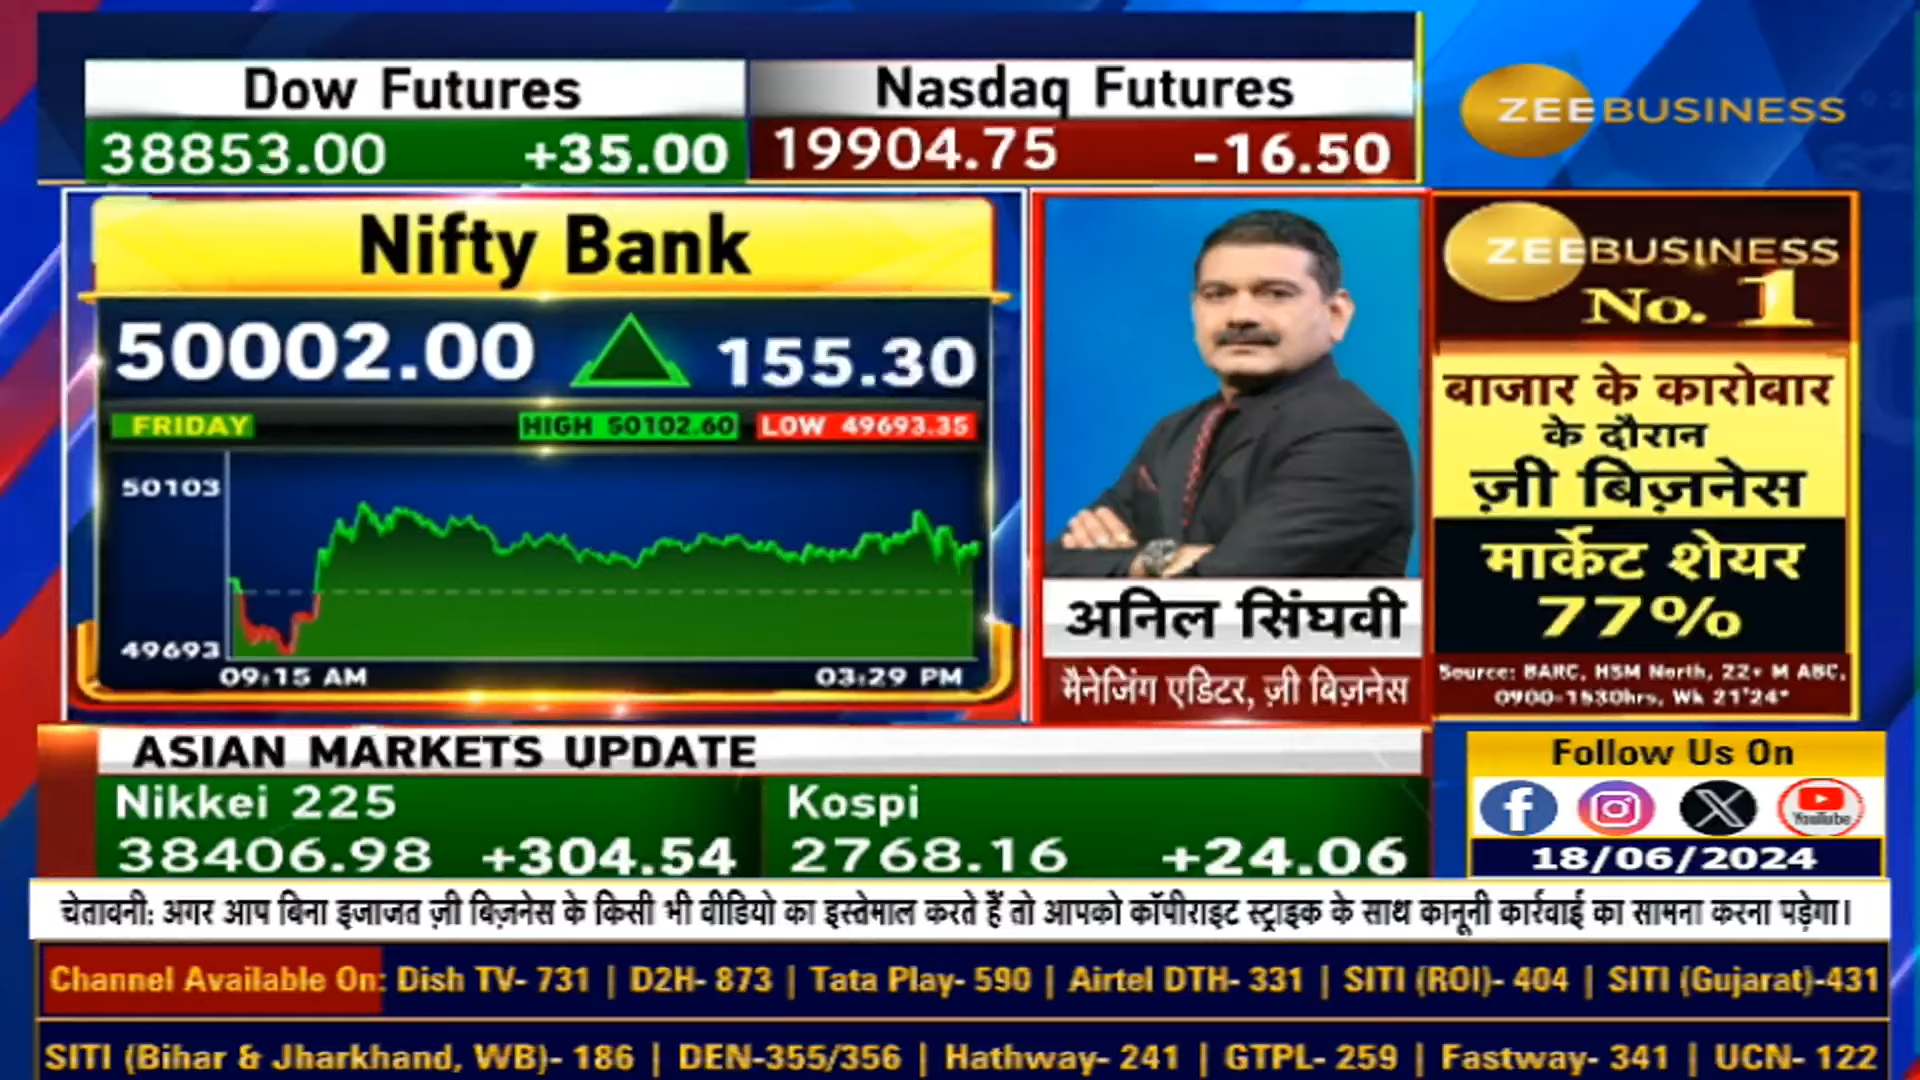 Dow Futures
38853.00 +35.00
Nasdaq Futures
19904.75 -16.50
ZEEBUSINESS
Nifty Bank
50002.00 155.30
FRIDAY HIGH 50102.60 LOW 49693.35
50103
49693
09:15 AM 03:29 PM
अनिल सिंघवी
मैनेजिंग एडिटर, ज़ी बिज़नेस
ZEEBUSINESS
No. 1
बाजार के कारोबार
के दौरान
ज़ी बिज़नेस
मार्केट शेयर
77%
Source: BARC, HSM North, 22+ M ABC,
0900-1530hrs, Wk 21'24*
ASIAN MARKETS UPDATE
Nikkei 225
38406.98 +304.54
Kospi
2768.16 +24.06
Follow Us On
YouTube
18/06/2024
चेतावनी: अगर आप बिना इजाजत ज़ी बिज़नेस के किसी भी वीडियो का इस्तेमाल करते हैं तो आपको कॉपीराइट स्ट्राइक के साथ कानूनी कार्रवाई का सामना करना पड़ेगा।
Channel Available On: Dish TV- 731 | D2H- 873 | Tata Play- 590 | Airtel DTH- 331 | SITI (ROI)- 404 | SITI (Gujarat)-431
SITI (Bihar & Jharkhand, WB)- 186 | DEN-355/356 | Hathway- 241 | GTPL- 259 | Fastway- 341 | UCN- 122